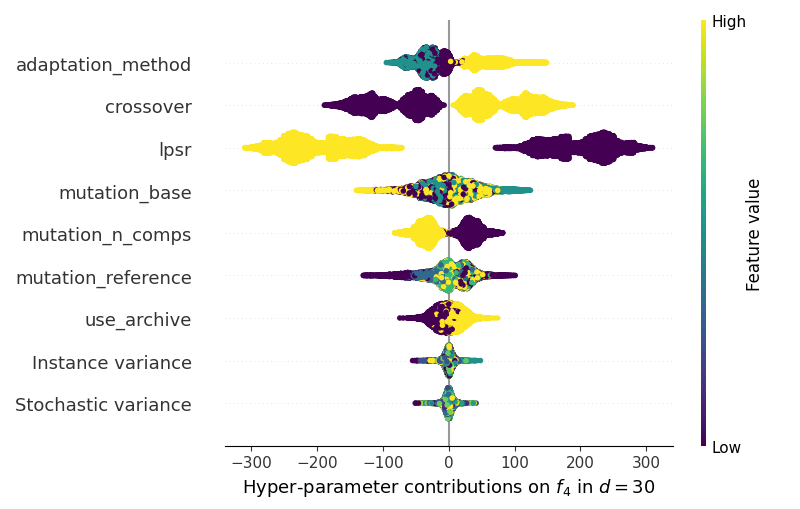 High
adaptation_method
crossover
lpsr
mutation_base
mutation_n_comps
mutation_reference
use_archive
Instance variance
Stochastic variance
Feature value
Low
−300 −200 −100 0 100 200 300
Hyper-parameter contributions on f₄ in d = 30